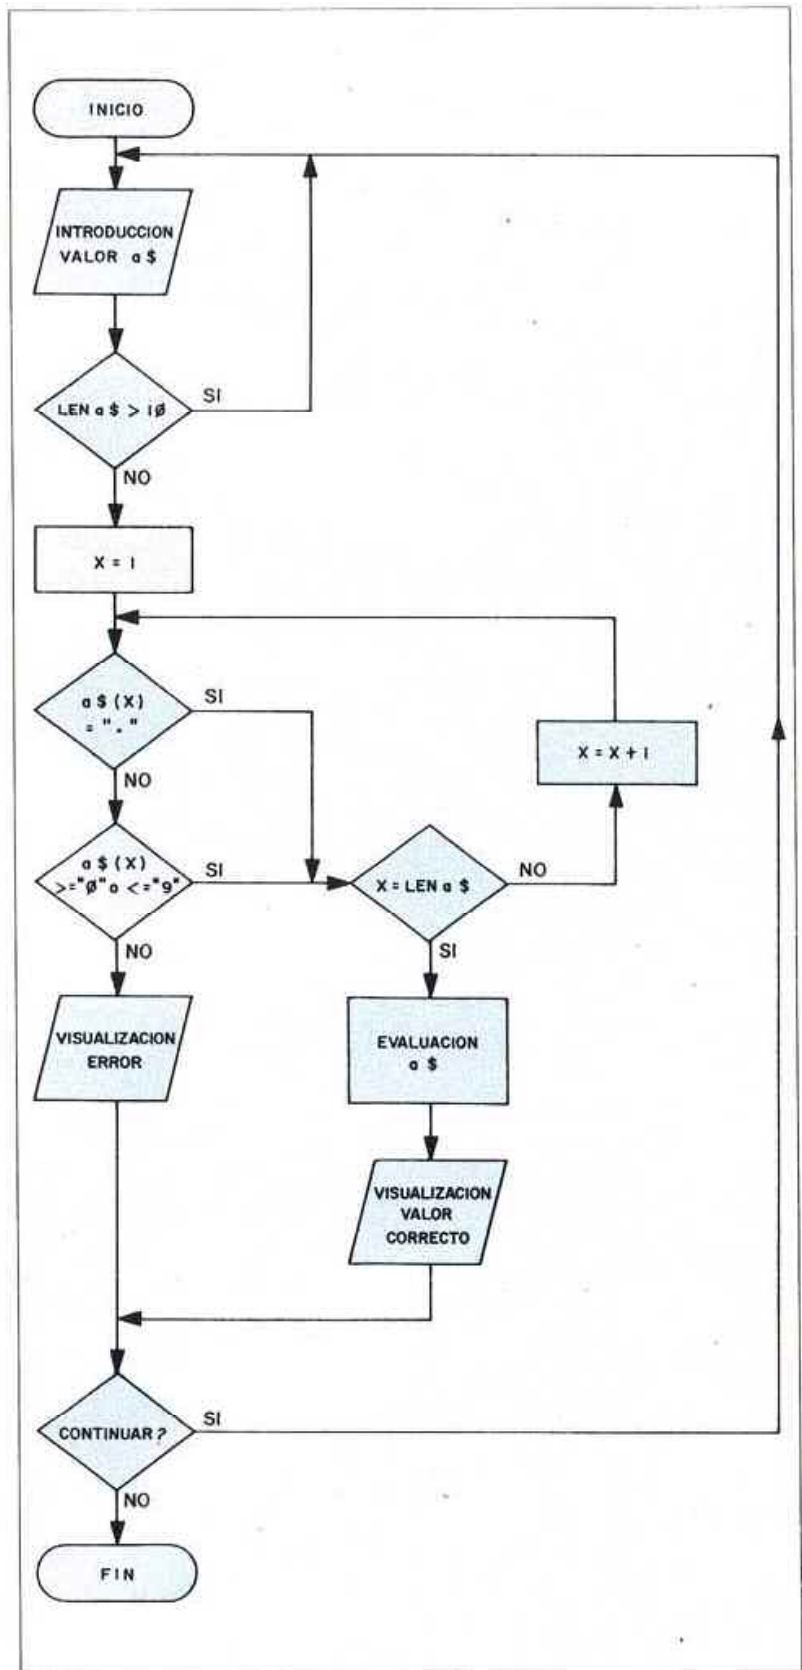 INICIO
INTRODUCCION
VALOR a $
LEN a $ > 1Ø
SI
NO
X = 1
a $ (X)
= "."
SI
NO
X = X + 1
a $ (X)
>="Ø"o <="9"
SI
X = LEN a $
NO
NO
SI
VISUALIZACION
ERROR
EVALUACION
a $
VISUALIZACION
VALOR
CORRECTO
CONTINUAR?
SI
NO
FIN